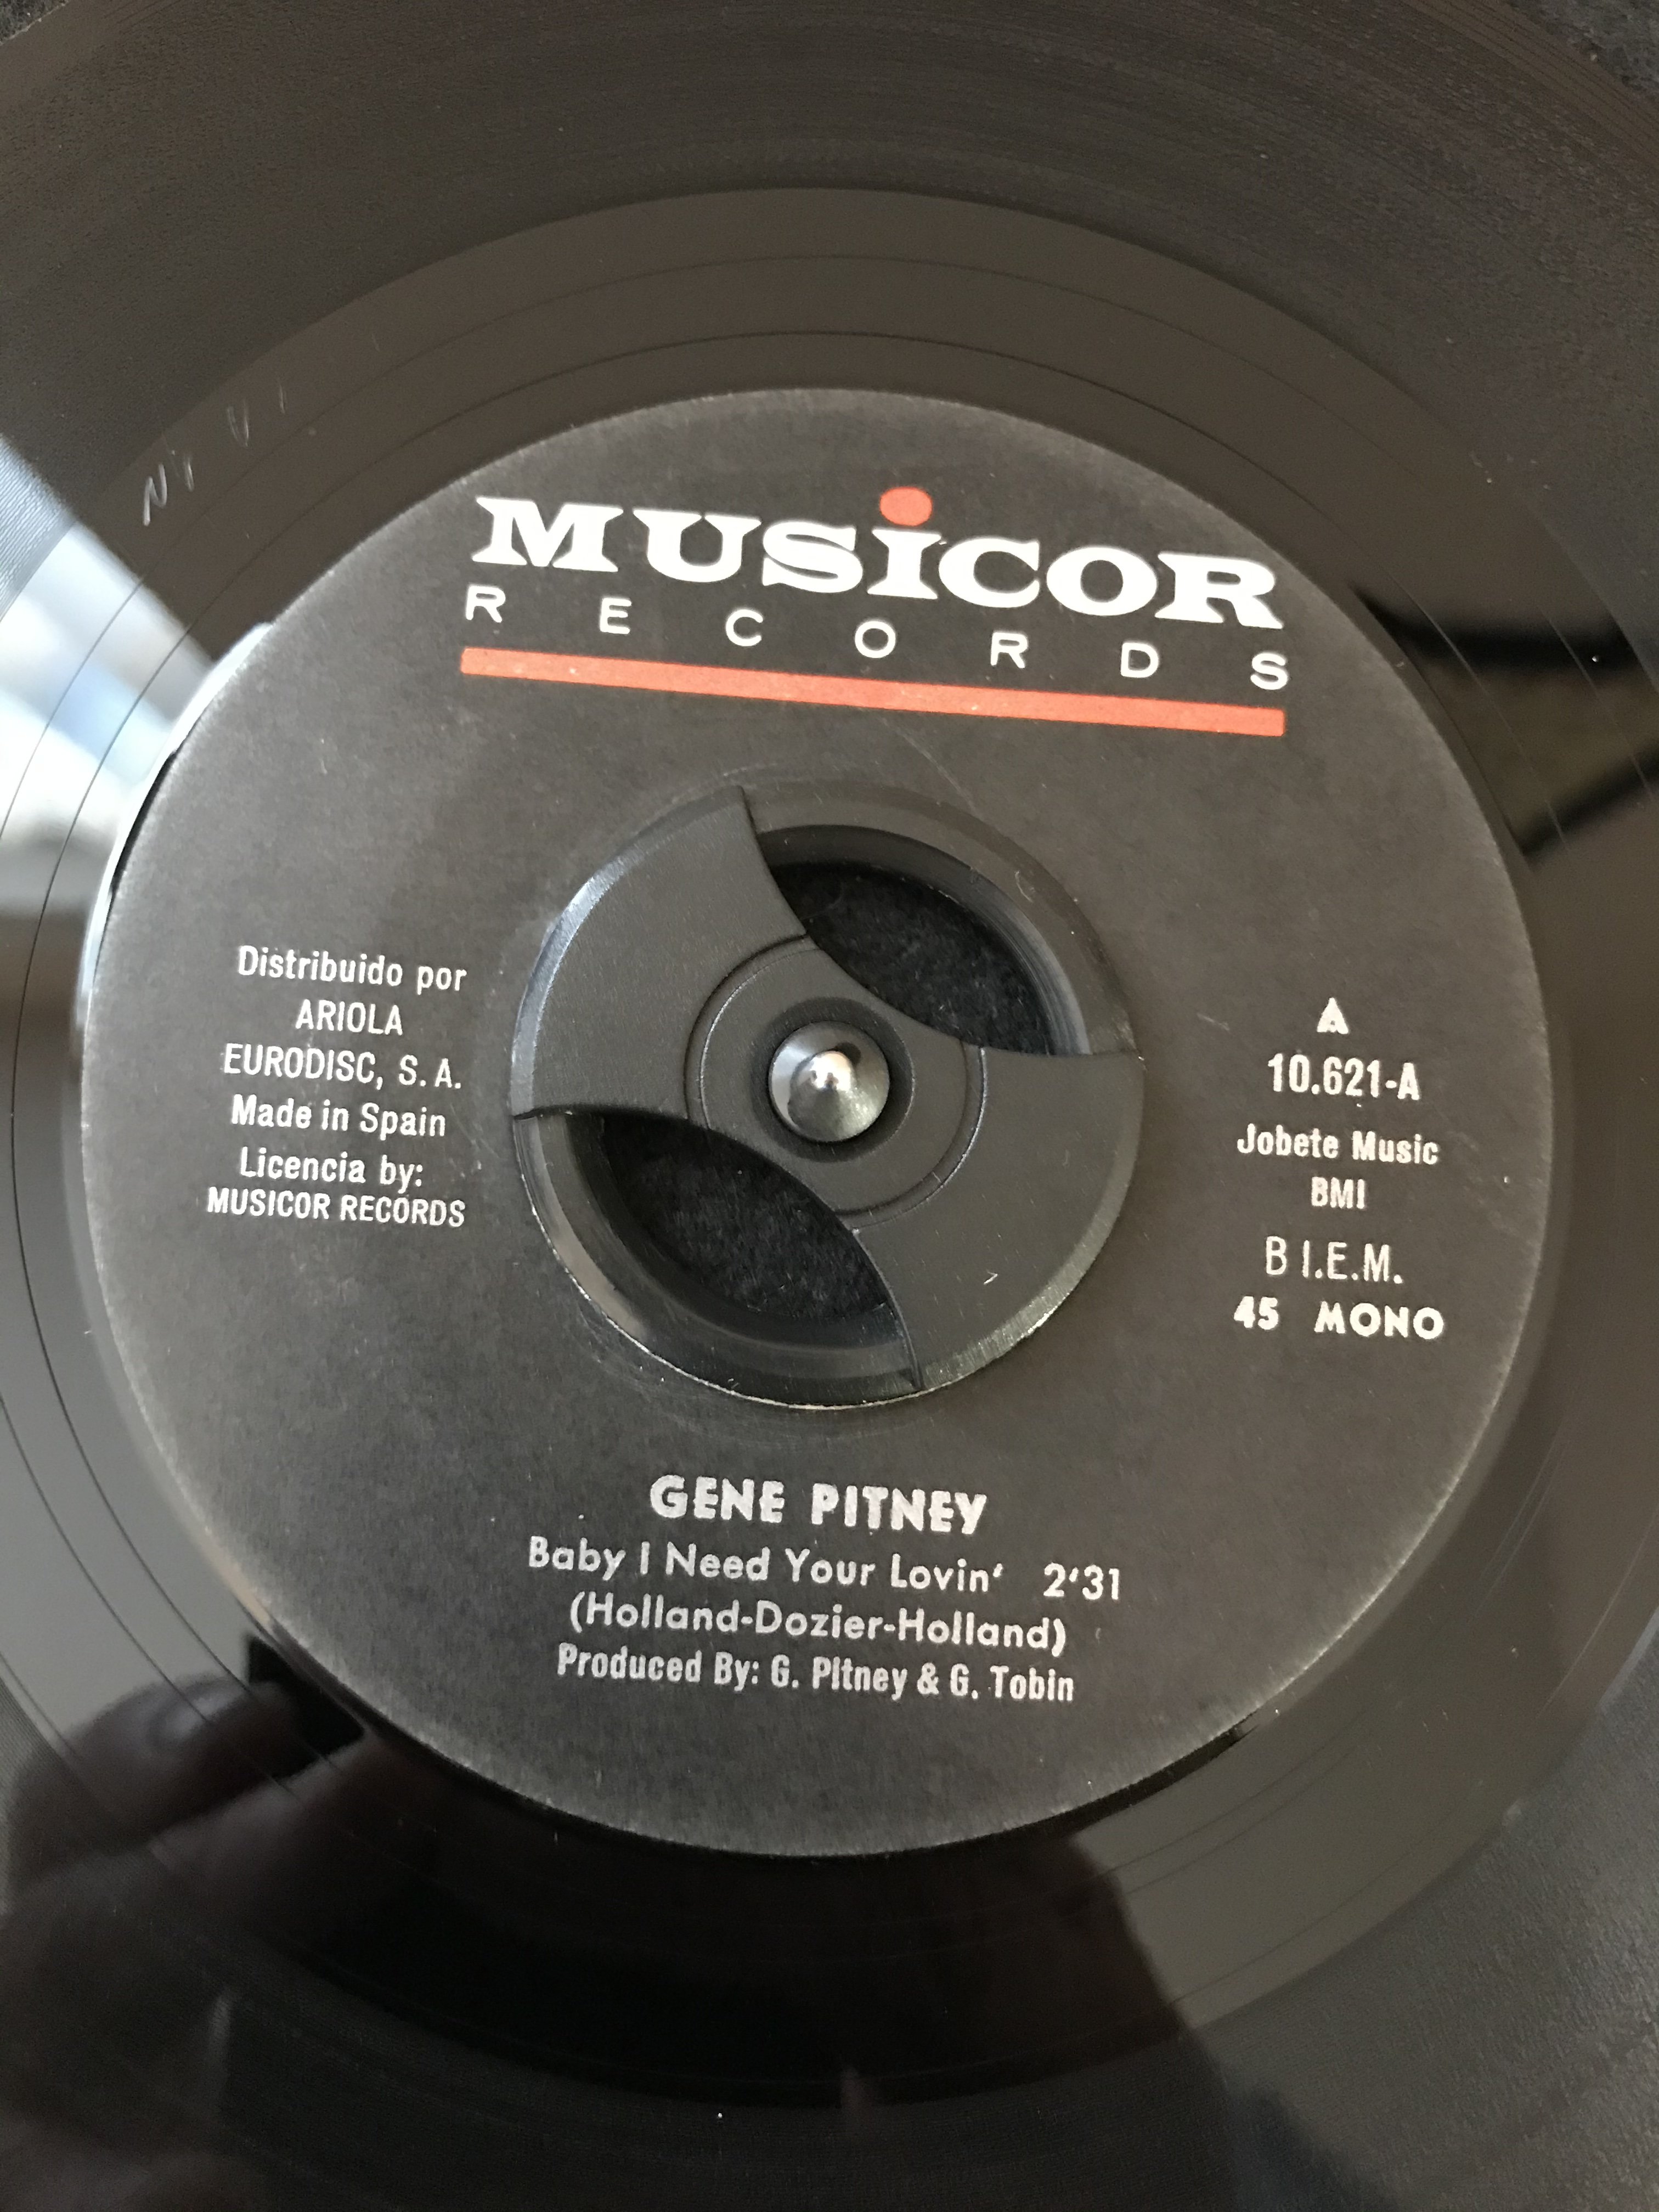 MUSiCOR
RECORDS
Distribuido por
ARIOLA
EURODISC, S.A.
Made in Spain
Licencia by:
MUSICOR RECORDS
A
10.621-A
Jobete Music
BMI
B I.E.M.
45 MONO
GENE PITNEY
Baby I Need Your Lovin' 2'31
(Holland-Dozier-Holland)
Produced By: G. Pitney & G. Tobin